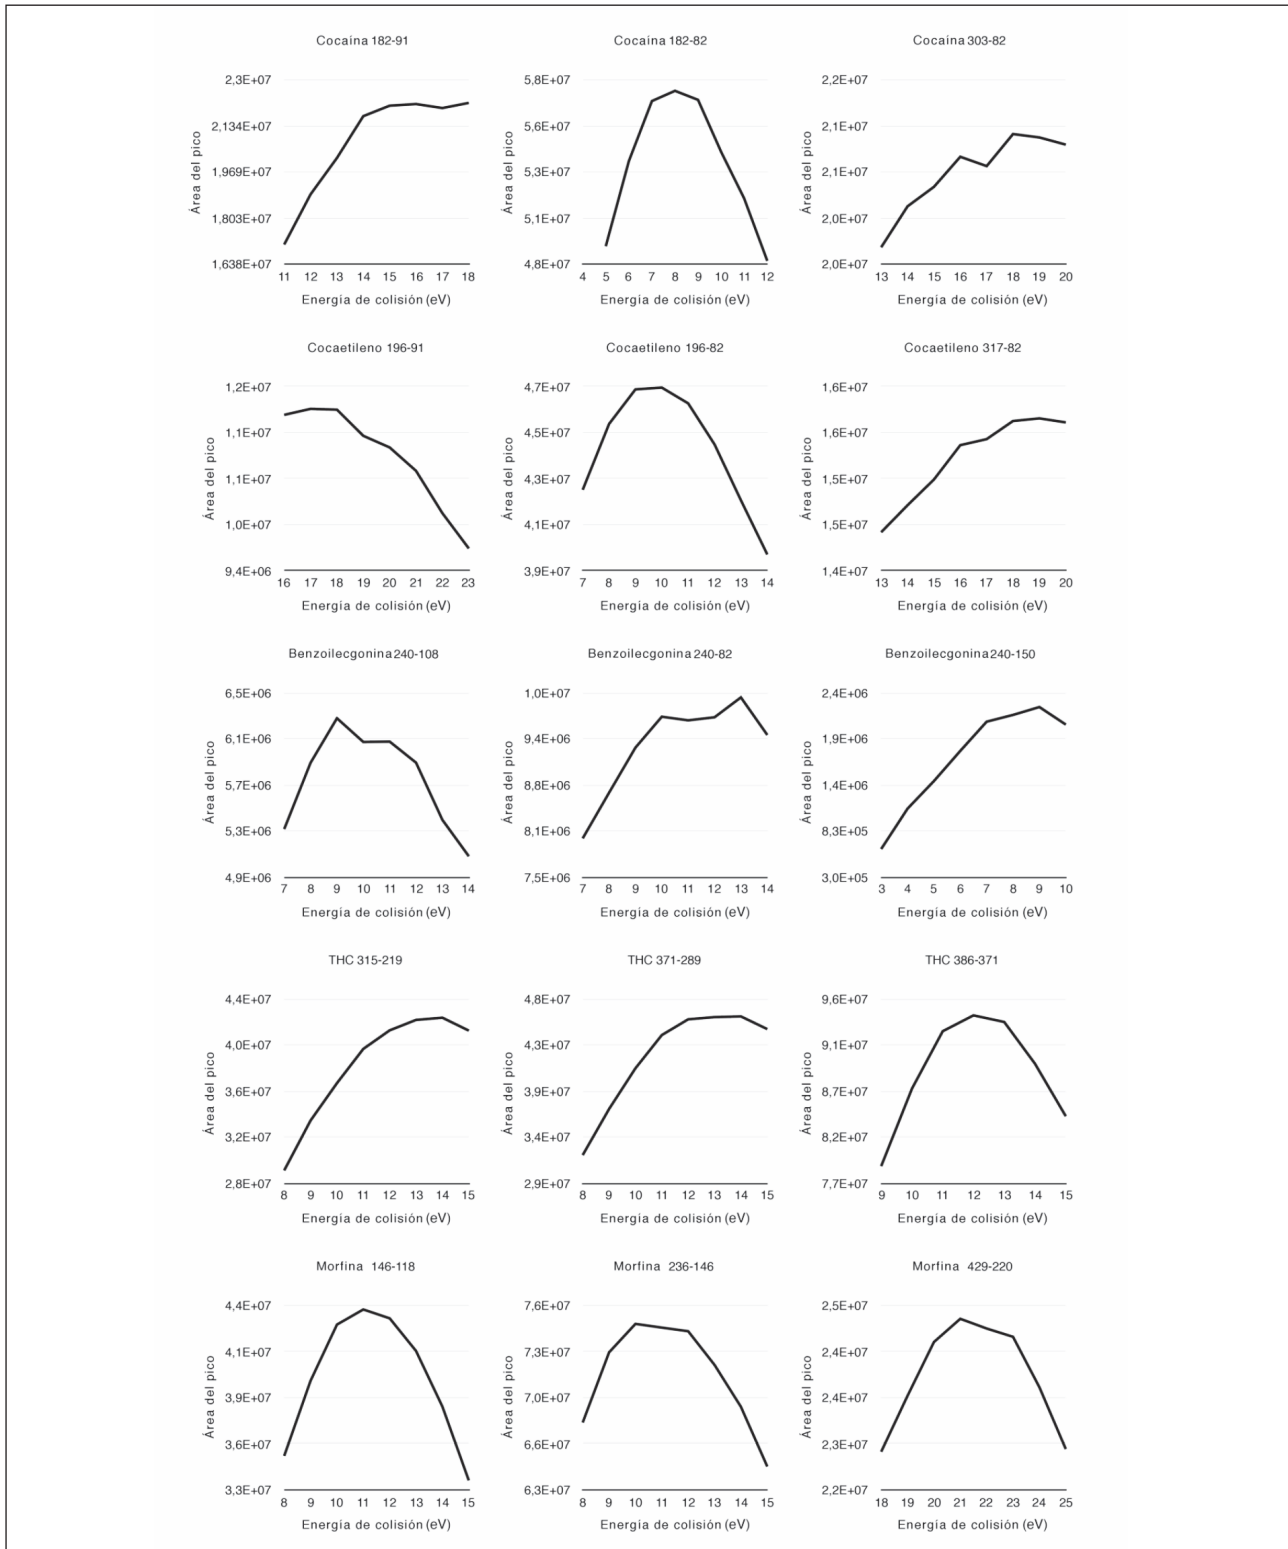 Cocaína 182-91
2,3E+07
2,134E+07
1,969E+07
1,803E+07
1,638E+07
Área del pico
11 12 13 14 15 16 17 18
Energía de colisión (eV)
Cocaína 182-82
5,8E+07
5,6E+07
5,3E+07
5,1E+07
4,8E+07
Área del pico
4 5 6 7 8 9 10 11 12
Energía de colisión (eV)
Cocaína 303-82
2,2E+07
2,1E+07
2,1E+07
2,0E+07
2,0E+07
Área del pico
13 14 15 16 17 18 19 20
Energía de colisión (eV)
Cocaetileno 196-91
1,2E+07
1,1E+07
1,1E+07
1,0E+07
9,4E+06
Área del pico
16 17 18 19 20 21 22 23
Energía de colisión (eV)
Cocaetileno 196-82
4,7E+07
4,5E+07
4,3E+07
4,1E+07
3,9E+07
Área del pico
7 8 9 10 11 12 13 14
Energía de colisión (eV)
Cocaetileno 317-82
1,6E+07
1,6E+07
1,5E+07
1,5E+07
1,4E+07
Área del pico
13 14 15 16 17 18 19 20
Energía de colisión (eV)
Benzoilecgonina 240-108
6,5E+06
6,1E+06
5,7E+06
5,3E+06
4,9E+06
Área del pico
7 8 9 10 11 12 13 14
Energía de colisión (eV)
Benzoilecgonina 240-82
1,0E+07
9,4E+06
8,8E+06
8,1E+06
7,5E+06
Área del pico
7 8 9 10 11 12 13 14
Energía de colisión (eV)
Benzoilecgonina 240-150
2,4E+06
1,9E+06
1,4E+06
8,3E+05
3,0E+05
Área del pico
3 4 5 6 7 8 9 10
Energía de colisión (eV)
THC 315-219
4,4E+07
4,0E+07
3,6E+07
3,2E+07
2,8E+07
Área del pico
8 9 10 11 12 13 14 15
Energía de colisión (eV)
THC 371-289
4,8E+07
4,3E+07
3,9E+07
3,4E+07
2,9E+07
Área del pico
8 9 10 11 12 13 14 15
Energía de colisión (eV)
THC 386-371
9,6E+07
9,1E+07
8,7E+07
8,2E+07
7,7E+07
Área del pico
9 10 11 12 13 14 15
Energía de colisión (eV)
Morfina 146-118
4,4E+07
4,1E+07
3,9E+07
3,6E+07
3,3E+07
Área del pico
8 9 10 11 12 13 14 15
Energía de colisión (eV)
Morfina 236-146
7,6E+07
7,3E+07
7,0E+07
6,6E+07
6,3E+07
Área del pico
8 9 10 11 12 13 14 15
Energía de colisión (eV)
Morfina 429-220
2,5E+07
2,4E+07
2,4E+07
2,3E+07
2,2E+07
Área del pico
18 19 20 21 22 23 24 25
Energía de colisión (eV)